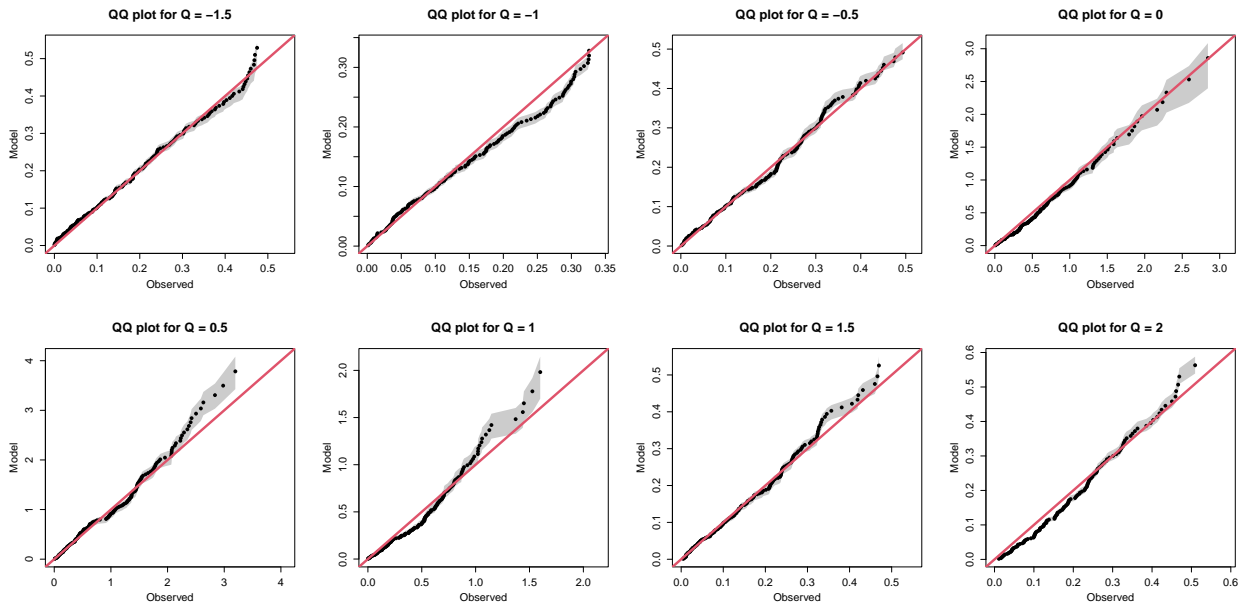 QQ plot for Q = −1.5
QQ plot for Q = −1
QQ plot for Q = −0.5
QQ plot for Q = 0
Model
0.0 0.1 0.2 0.3 0.4 0.5
0.0 0.1 0.2 0.3 0.4 0.5
Observed
Model
0.00 0.10 0.20 0.30
0.00 0.05 0.10 0.15 0.20 0.25 0.30 0.35
Observed
Model
0.0 0.1 0.2 0.3 0.4 0.5
0.0 0.1 0.2 0.3 0.4 0.5
Observed
Model
0.0 0.5 1.0 1.5 2.0 2.5 3.0
0.0 0.5 1.0 1.5 2.0 2.5 3.0
Observed
QQ plot for Q = 0.5
QQ plot for Q = 1
QQ plot for Q = 1.5
QQ plot for Q = 2
Model
0 1 2 3 4
0 1 2 3 4
Observed
Model
0.0 0.5 1.0 1.5 2.0
0.0 0.5 1.0 1.5 2.0
Observed
Model
0.0 0.1 0.2 0.3 0.4 0.5
0.0 0.1 0.2 0.3 0.4 0.5
Observed
Model
0.0 0.1 0.2 0.3 0.4 0.5 0.6
0.0 0.1 0.2 0.3 0.4 0.5 0.6
Observed